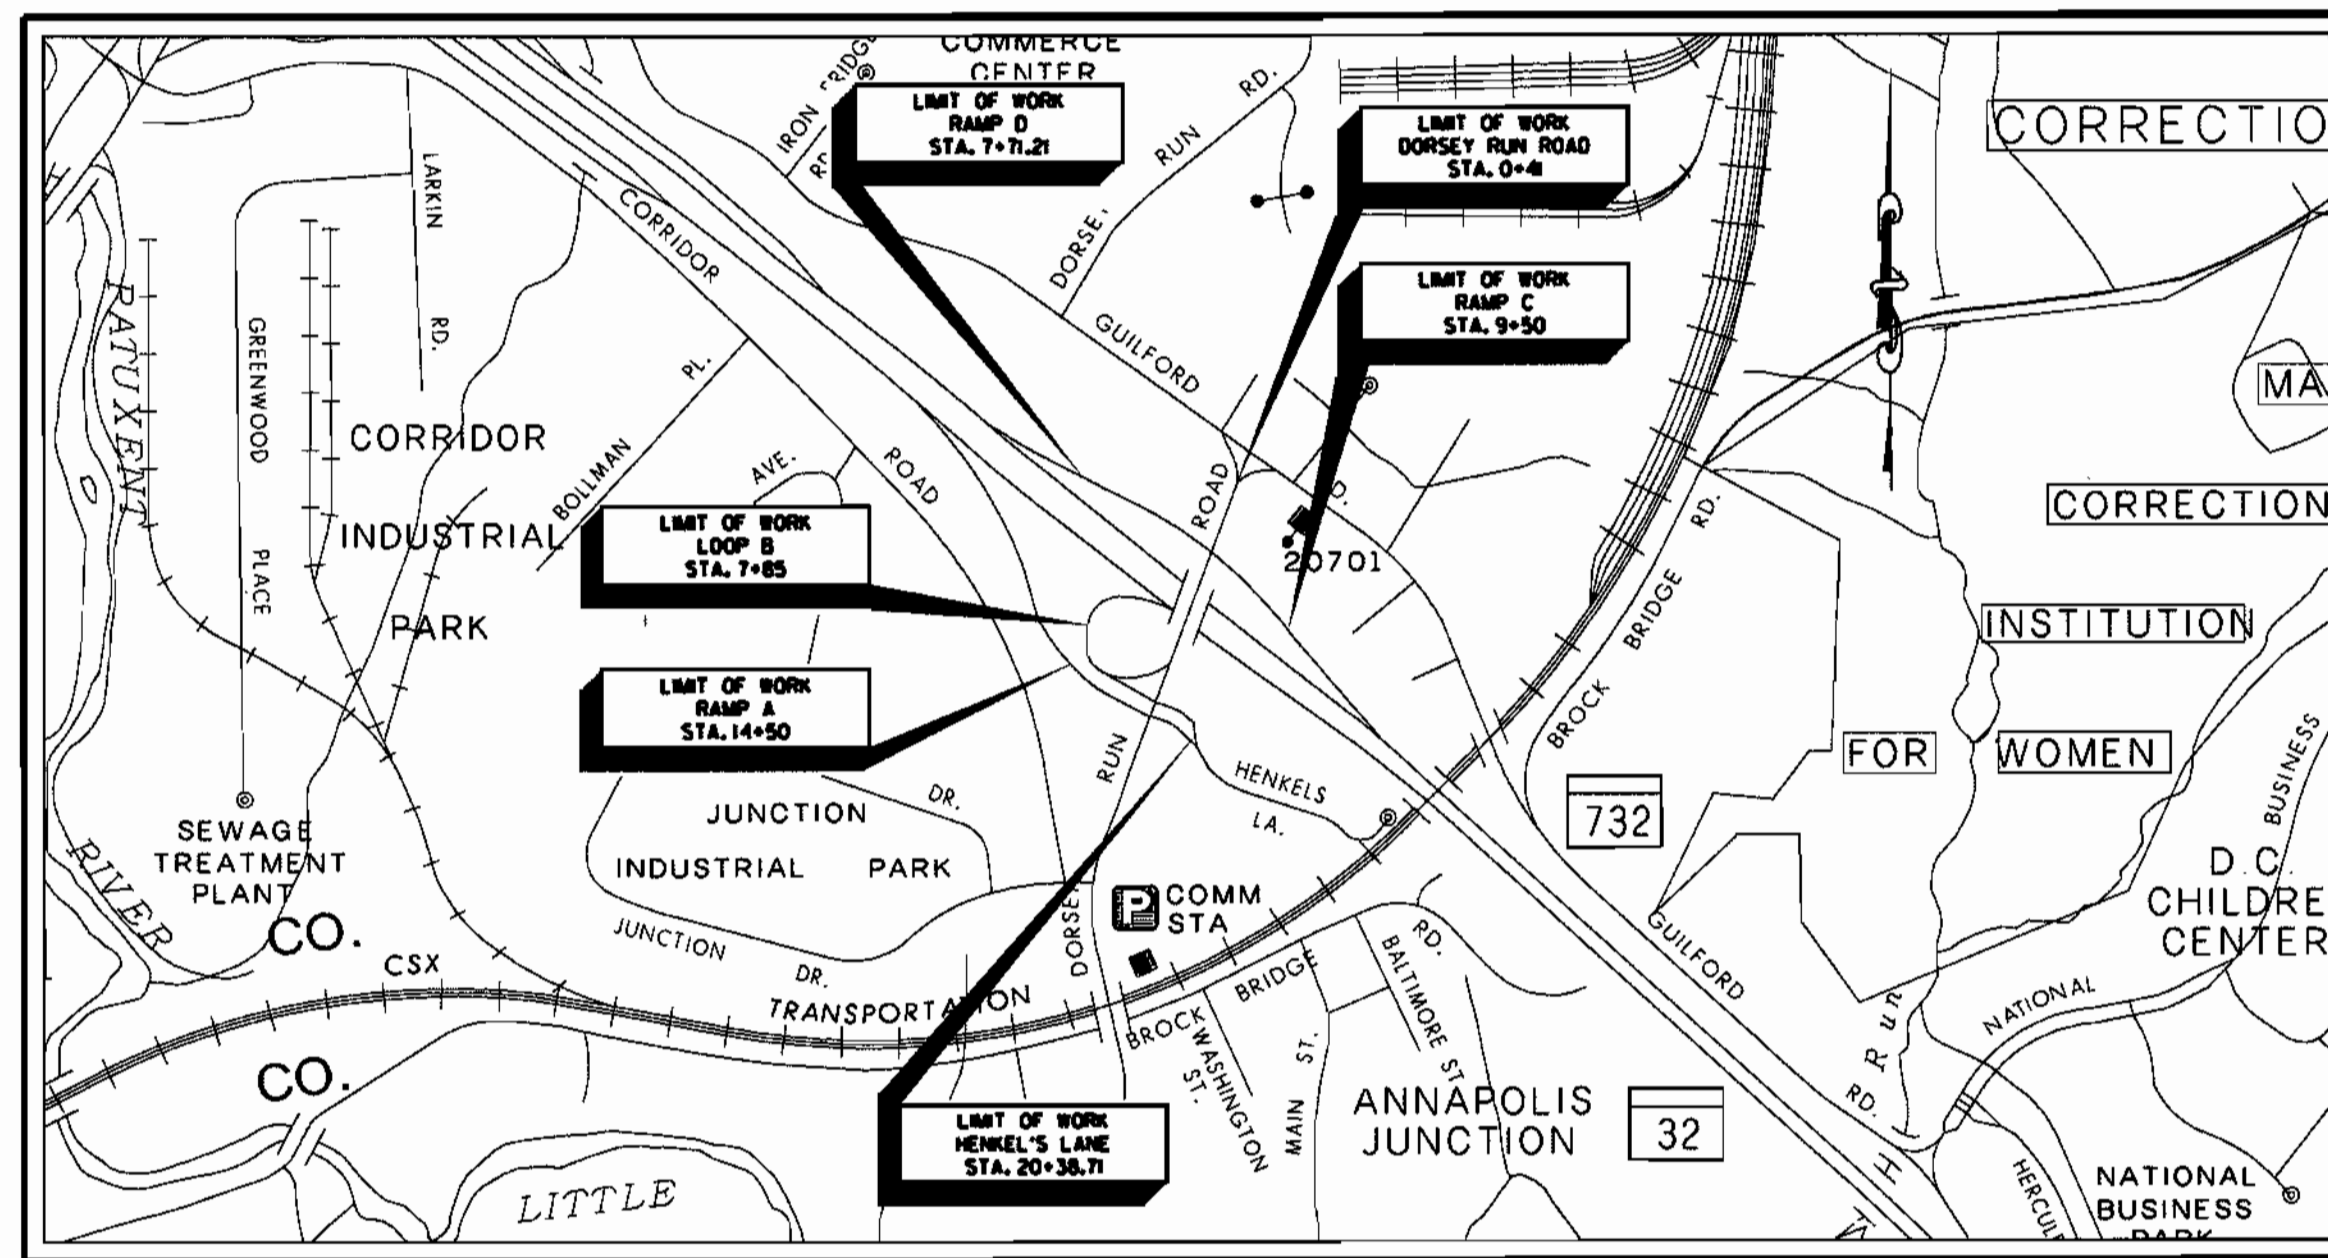 COMMERCE
CENTER
IRON BRIDGE
LIMIT OF WORK
RAMP D
STA. 7+71.21
DORSEY RUN RD.
LIMIT OF WORK
DORSEY RUN ROAD
STA. 0+41
LIMIT OF WORK
RAMP C
STA. 9+50
CORRECTIO
MA
CORRECTION
INSTITUTION
FOR WOMEN
LARKIN RD.
GREENWOOD PLACE
PATUXENT
RIVER
CORRIDOR
ROAD
GUILFORD
D.
CORRIDOR
INDUSTRIAL
PARK
BOLLMAN PL.
AVE.
LIMIT OF WORK
LOOP B
STA. 7+85
LIMIT OF WORK
RAMP A
STA. 14+50
20701
DORSEY
RUN
ROAD
BROCK BRIDGE RD.
HENKELS
LA.
732
SEWAGE
TREATMENT
PLANT
CO.
CO.
CSX
TRANSPORTATION
JUNCTION
INDUSTRIAL PARK
DR.
JUNCTION DR.
P
COMM
STA
BROCK BRIDGE
RD.
WASHINGTON
ST.
MAIN ST.
BALTIMORE ST.
LIMIT OF WORK
HENKEL'S LANE
STA. 20+38.71
ANNAPOLIS
JUNCTION
32
GUILFORD
RD.
Run
NATIONAL
BUSINESS
D.C.
CHILDRE
CENTER
HERCUL
NATIONAL
BUSINESS
PARK
LITTLE
H